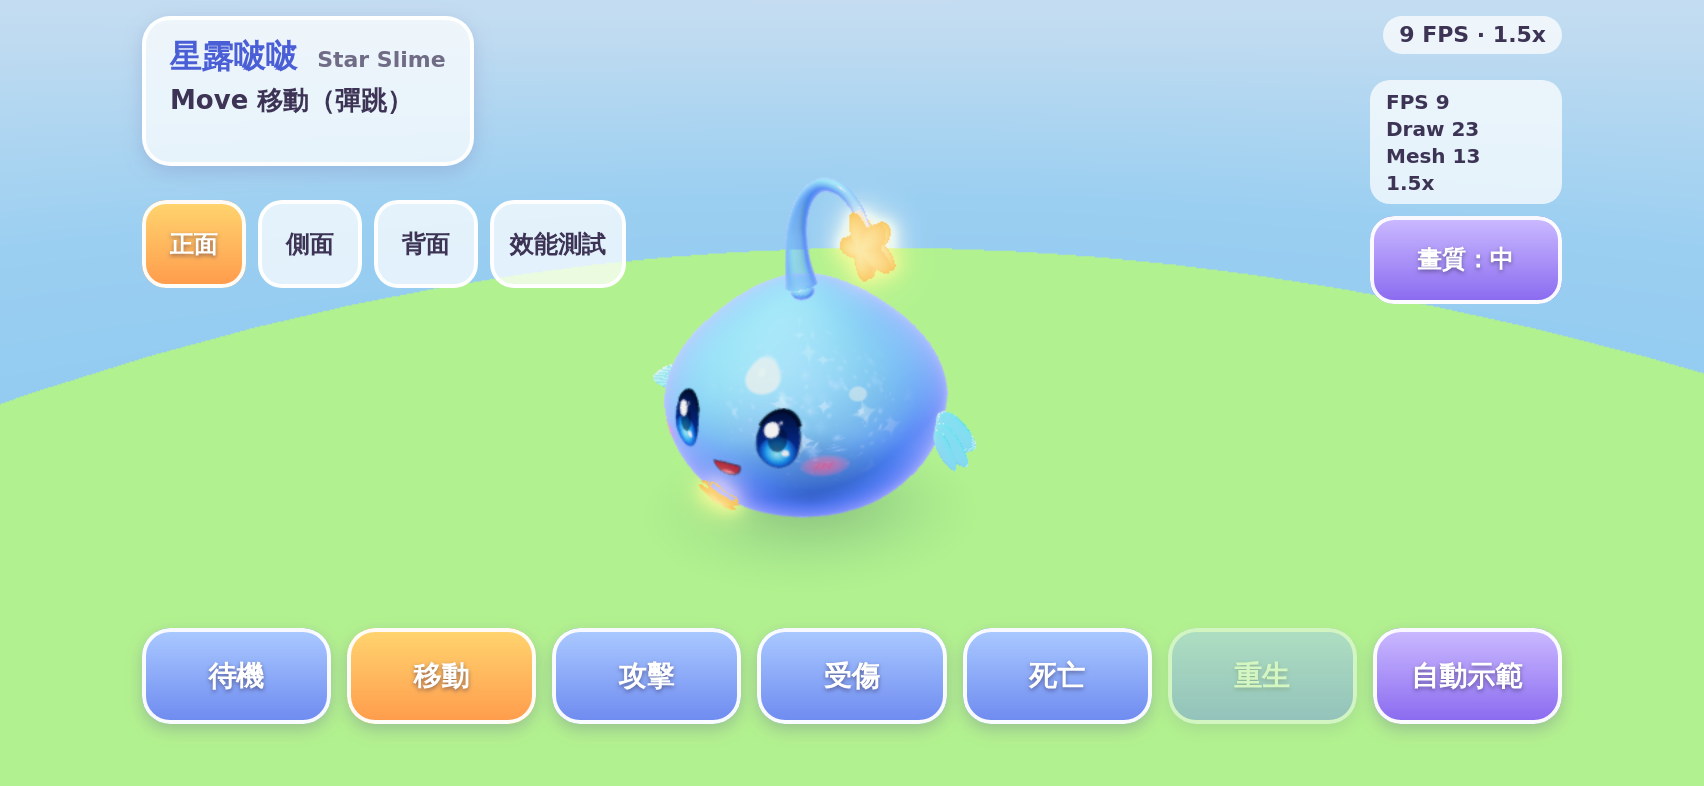 星露啵啵 Star Slime
Move 移動（彈跳）
9 FPS · 1.5x
FPS 9
Draw 23
Mesh 13
1.5x
正面
側面
背面
效能測試
畫質：中
待機
移動
攻擊
受傷
死亡
重生
自動示範